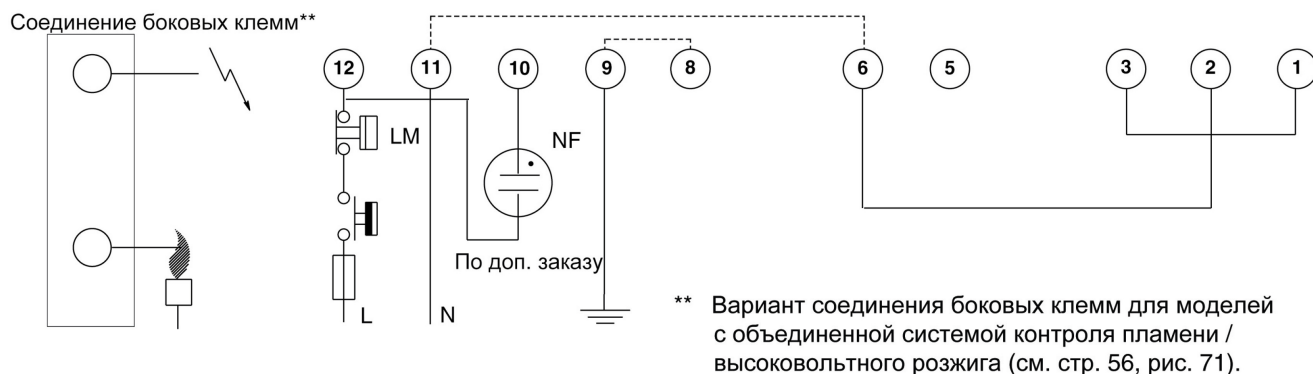 Соединение боковых клемм**
12 11 10 9 8 6 5 3 2 1
LM
NF
По доп. заказу
L N
** Вариант соединения боковых клемм для моделей
с объединенной системой контроля пламени /
высоковольтного розжига (см. стр. 56, рис. 71).